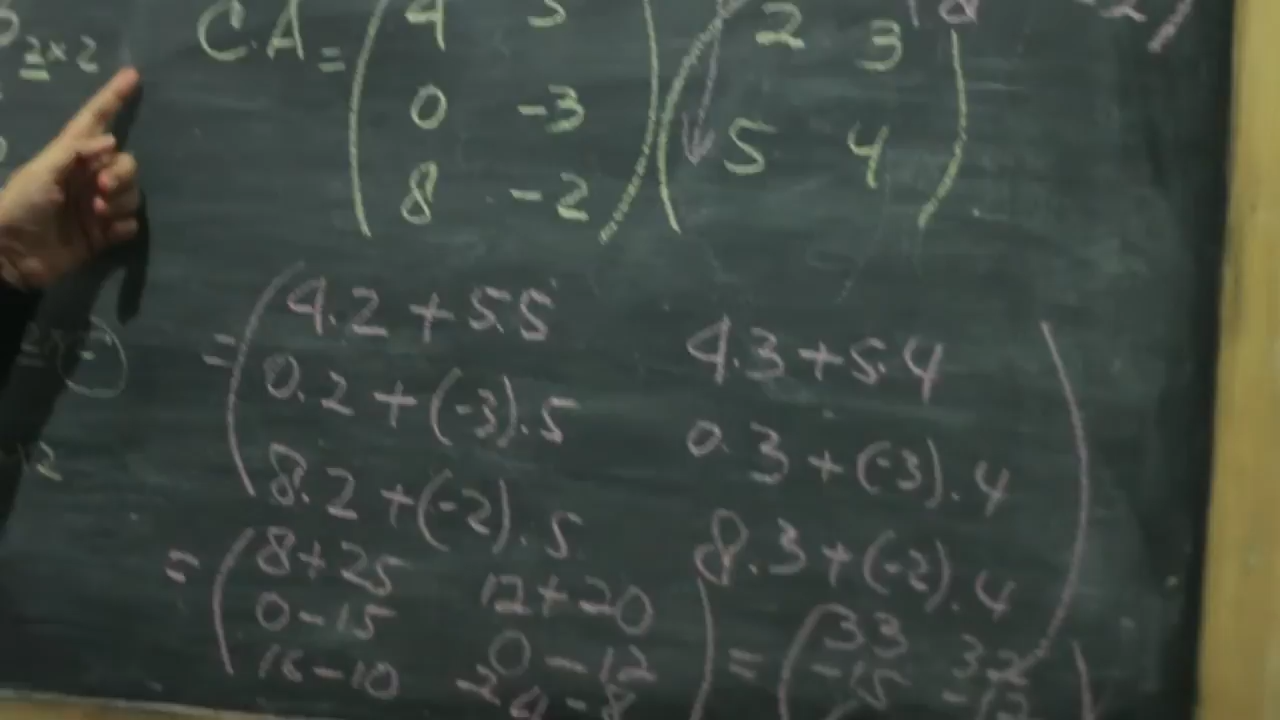 C.A = ( 4 5 ) ( 2 3 )
0 -3 5 4
8 -2
= ( 4.2 + 5.5 4.3 + 5.4 )
0.2 + (-3).5 0.3 + (-3).4
8.2 + (-2).5 8.3 + (-2).4
= ( 8+25 12+20 ) = ( 33 32 )
0-15 0-12 -15 -12
16-10 24-8
2×2